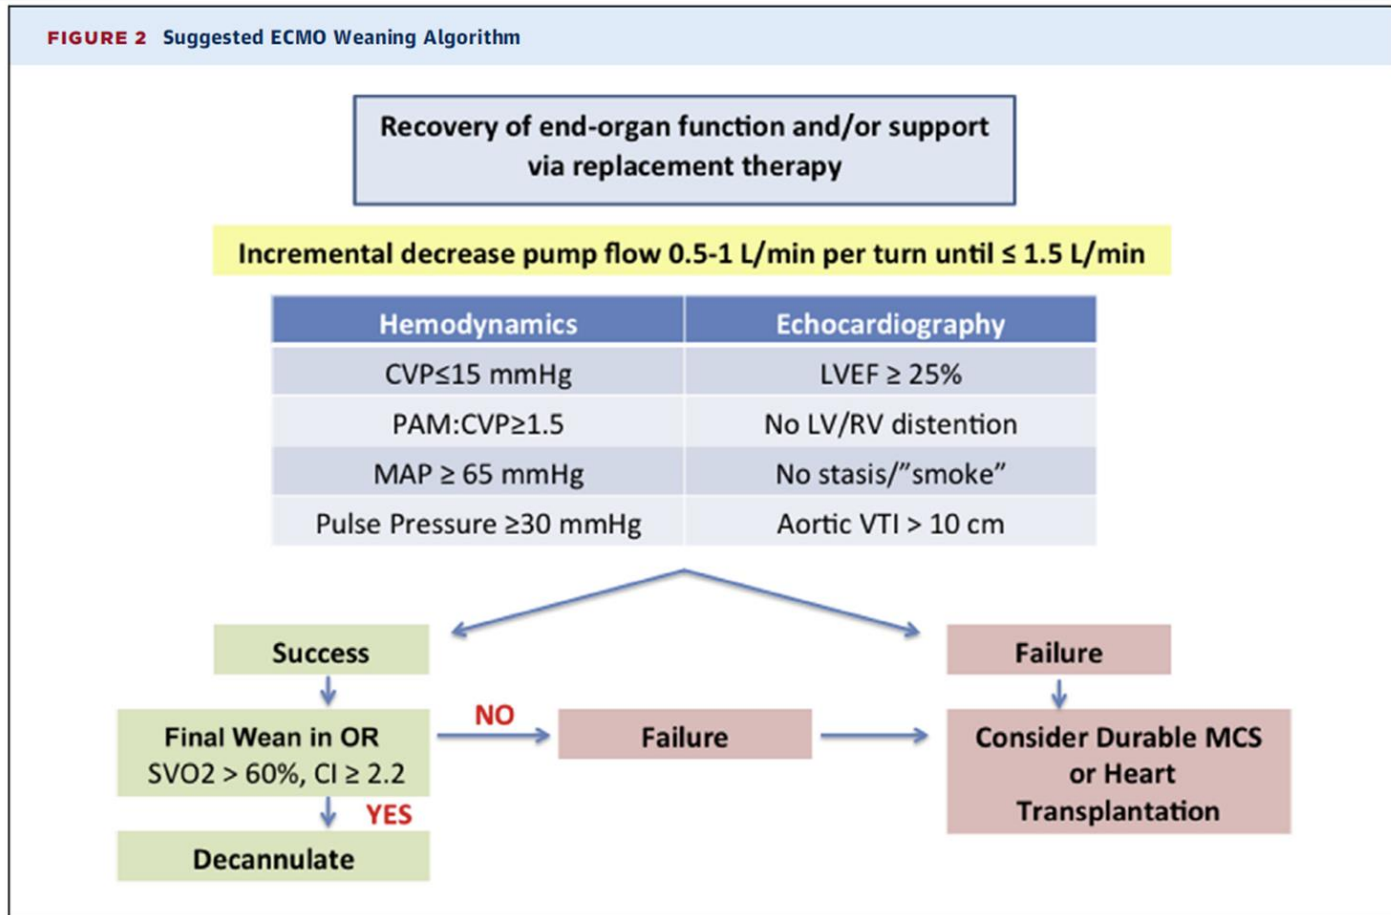 FIGURE 2 Suggested ECMO Weaning Algorithm
Recovery of end-organ function and/or support
via replacement therapy
Incremental decrease pump flow 0.5-1 L/min per turn until ≤ 1.5 L/min
Hemodynamics
Echocardiography
CVP≤15 mmHg
LVEF ≥ 25%
PAM:CVP≥1.5
No LV/RV distention
MAP ≥ 65 mmHg
No stasis/”smoke”
Pulse Pressure ≥30 mmHg
Aortic VTI > 10 cm
Success
Failure
Final Wean in OR
SVO2 > 60%, CI ≥ 2.2
NO
Failure
Consider Durable MCS
or Heart
Transplantation
YES
Decannulate